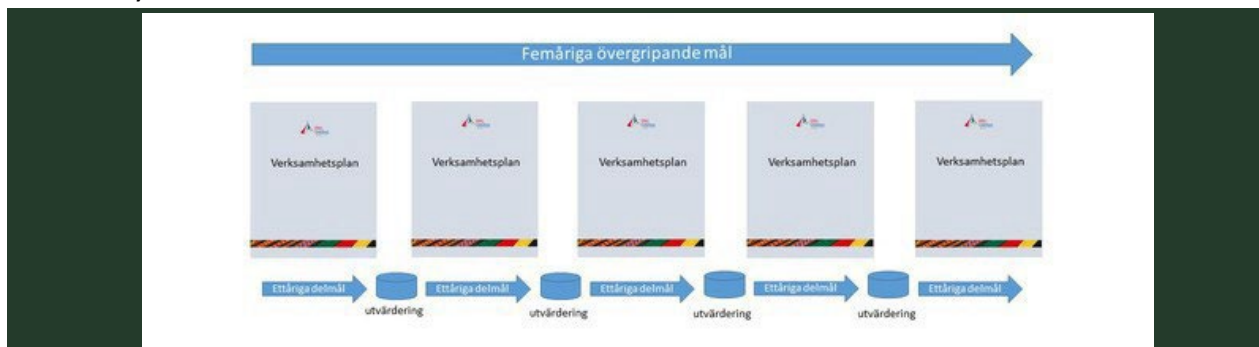 Femåriga övergripande mål
Verksamhetsplan Verksamhetsplan Verksamhetsplan Verksamhetsplan Verksamhetsplan
Ettåriga delmål Ettåriga delmål Ettåriga delmål Ettåriga delmål Ettåriga delmål
utvärdering utvärdering utvärdering utvärdering